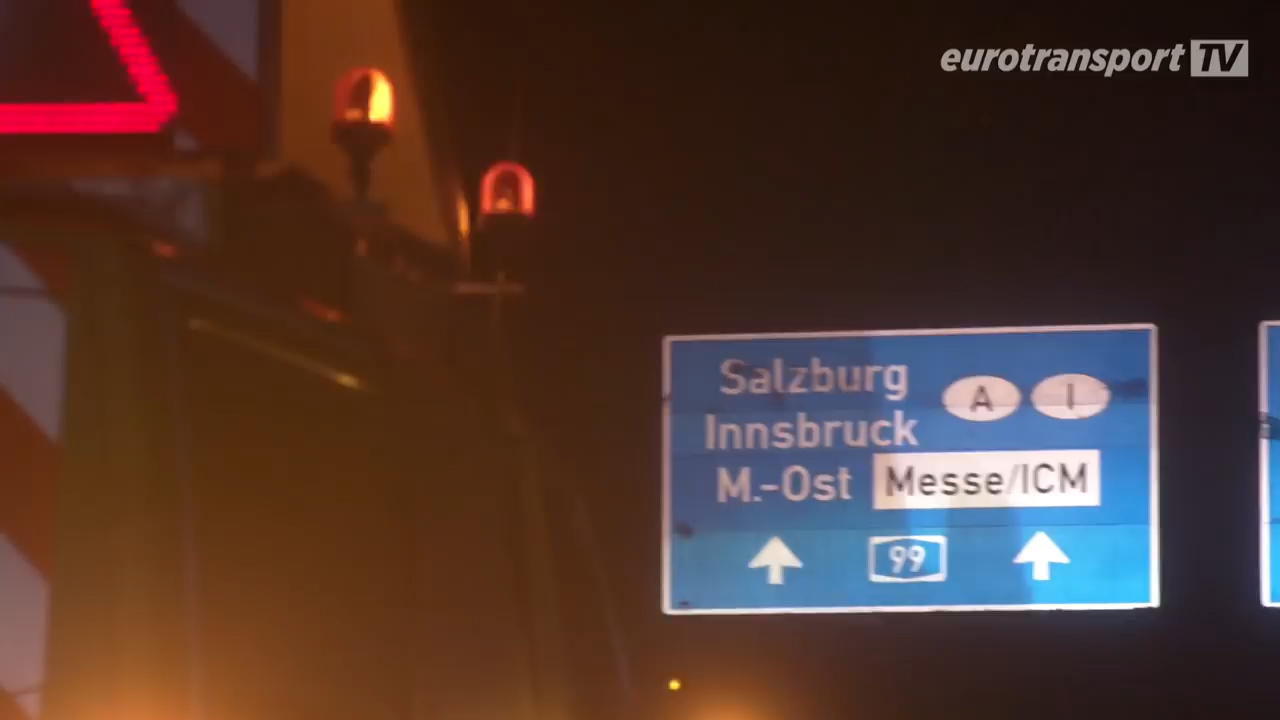 eurotransport TV
Salzburg A I
Innsbruck
M.-Ost Messe/ICM
99